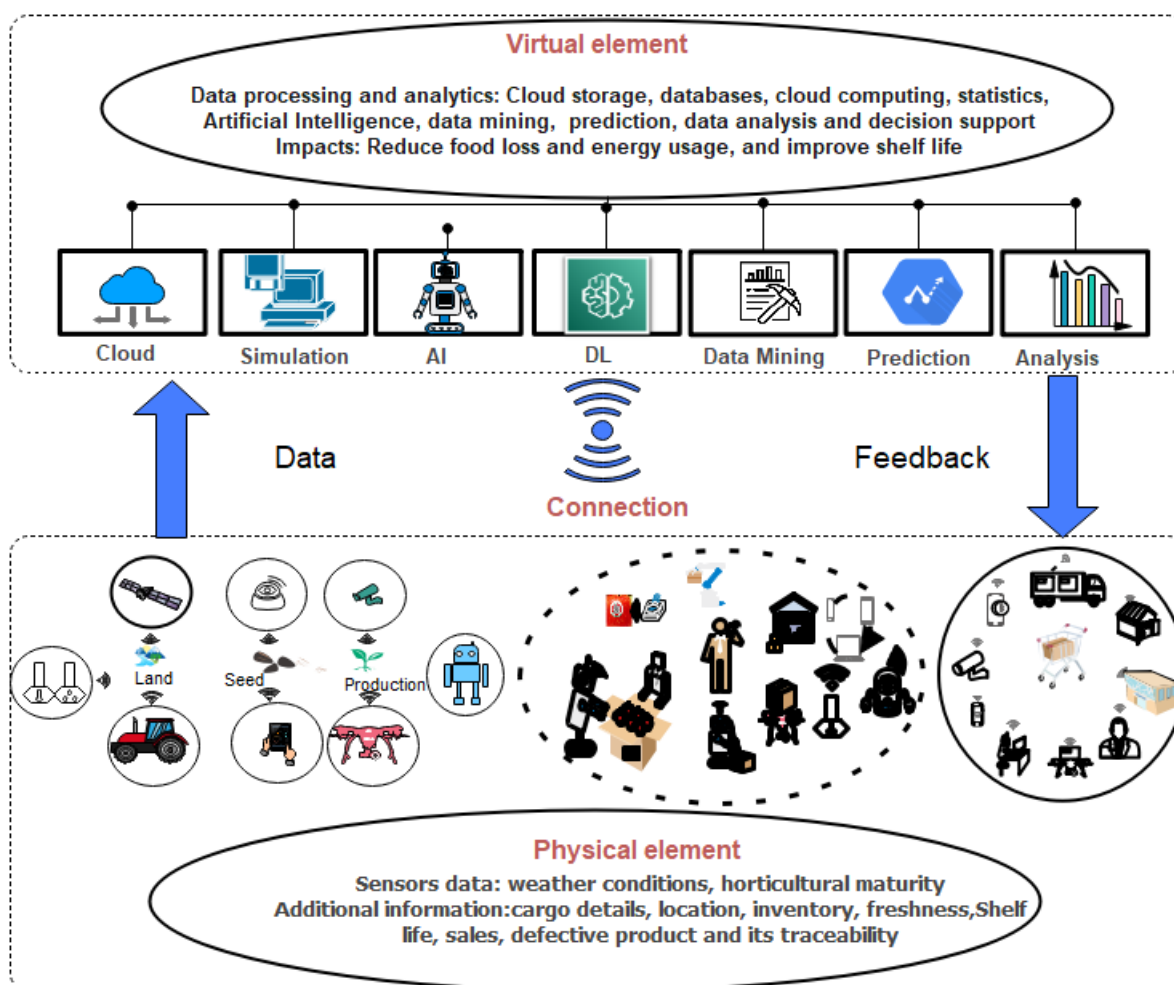 Virtual element
Data processing and analytics: Cloud storage, databases, cloud computing, statistics,
Artificial Intelligence, data mining, prediction, data analysis and decision support
Impacts: Reduce food loss and energy usage, and improve shelf life
Cloud
Simulation
AI
DL
Data Mining
Prediction
Analysis
Data
Feedback
Connection
Land
Seed
Production
Physical element
Sensors data: weather conditions, horticultural maturity
Additional information:cargo details, location, inventory, freshness,Shelf
life, sales, defective product and its traceability